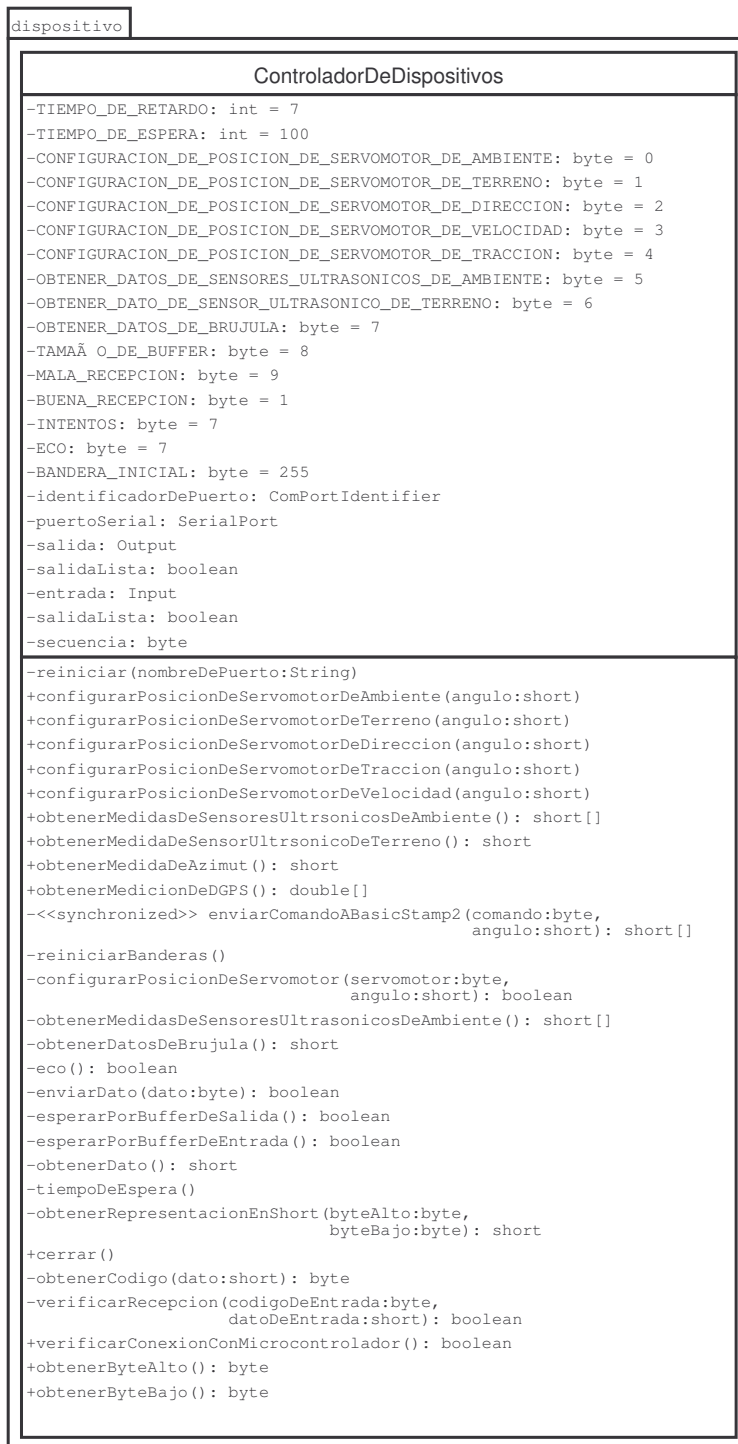 dispositivo
ControladorDeDispositivos
-TIEMPO_DE_RETARDO: int = 7
-TIEMPO_DE_ESPERA: int = 100
-CONFIGURACION_DE_POSICION_DE_SERVOMOTOR_DE_AMBIENTE: byte = 0
-CONFIGURACION_DE_POSICION_DE_SERVOMOTOR_DE_TERRENO: byte = 1
-CONFIGURACION_DE_POSICION_DE_SERVOMOTOR_DE_DIRECCION: byte = 2
-CONFIGURACION_DE_POSICION_DE_SERVOMOTOR_DE_VELOCIDAD: byte = 3
-CONFIGURACION_DE_POSICION_DE_SERVOMOTOR_DE_TRACCION: byte = 4
-OBTENER_DATOS_DE_SENSORES_ULTRASONICOS_DE_AMBIENTE: byte = 5
-OBTENER_DATO_DE_SENSOR_ULTRASONICO_DE_TERRENO: byte = 6
-OBTENER_DATOS_DE_BRUJULA: byte = 7
-TAMAÃ O_DE_BUFFER: byte = 8
-MALA_RECEPCION: byte = 9
-BUENA_RECEPCION: byte = 1
-INTENTOS: byte = 7
-ECO: byte = 7
-BANDERA_INICIAL: byte = 255
-identificadorDePuerto: ComPortIdentifier
-puertoSerial: SerialPort
-salida: Output
-salidaLista: boolean
-entrada: Input
-salidaLista: boolean
-secuencia: byte
-reiniciar(nombreDePuerto:String)
+configurarPosicionDeServomotorDeAmbiente(angulo:short)
+configurarPosicionDeServomotorDeTerreno(angulo:short)
+configurarPosicionDeServomotorDeDireccion(angulo:short)
+configurarPosicionDeServomotorDeTraccion(angulo:short)
+configurarPosicionDeServomotorDeVelocidad(angulo:short)
+obtenerMedidasDeSensoresUltrsonicosDeAmbiente(): short[]
+obtenerMedidaDeSensorUltrsonicoDeTerreno(): short
+obtenerMedidaDeAzimut(): short
+obtenerMedicionDeDGPS(): double[]
-<<synchronized>> enviarComandoABasicStamp2(comando:byte,
angulo:short): short[]
-reiniciarBanderas()
-configurarPosicionDeServomotor(servomotor:byte,
angulo:short): boolean
-obtenerMedidasDeSensoresUltrasonicosDeAmbiente(): short[]
-obtenerDatosDeBrujula(): short
-eco(): boolean
-enviarDato(dato:byte): boolean
-esperarPorBufferDeSalida(): boolean
-esperarPorBufferDeEntrada(): boolean
-obtenerDato(): short
-tiempoDeEspera()
-obtenerRepresentacionEnShort(byteAlto:byte,
byteBajo:byte): short
+cerrar()
-obtenerCodigo(dato:short): byte
-verificarRecepcion(codigoDeEntrada:byte,
datoDeEntrada:short): boolean
+verificarConexionConMicrocontrolador(): boolean
+obtenerByteAlto(): byte
+obtenerByteBajo(): byte